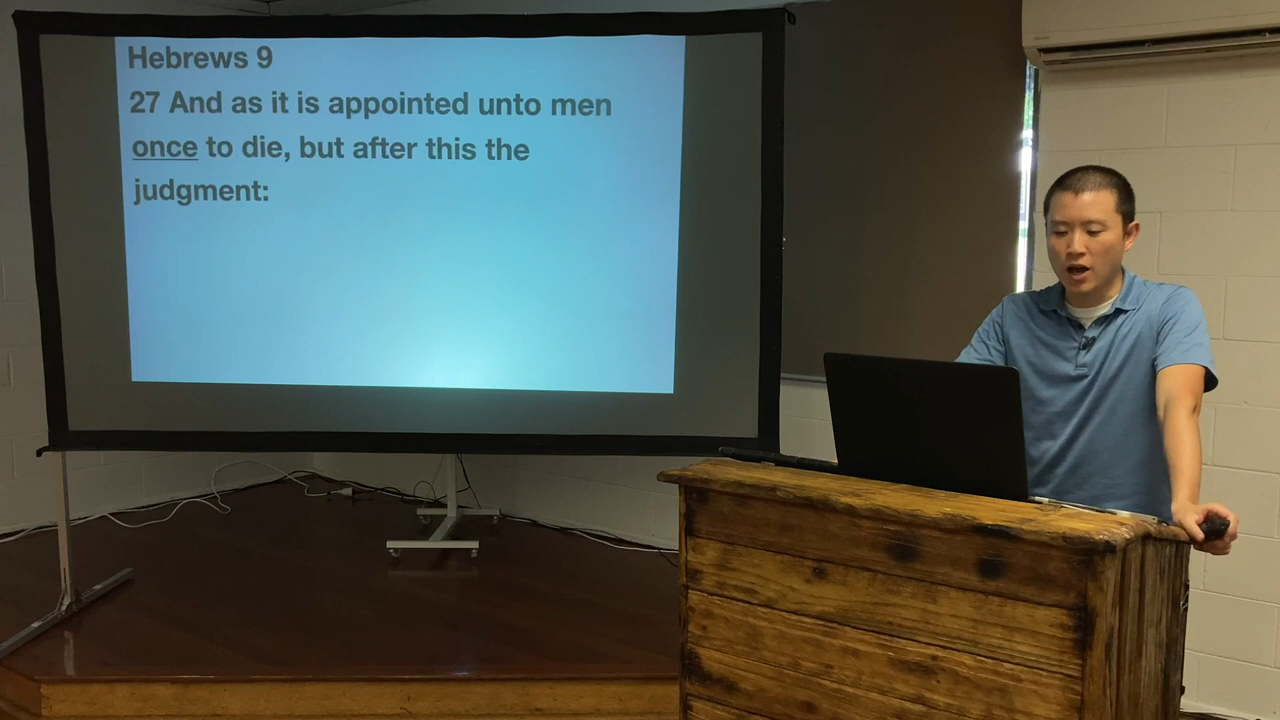 Hebrews 9
27 And as it is appointed unto men
once to die, but after this the
judgment: